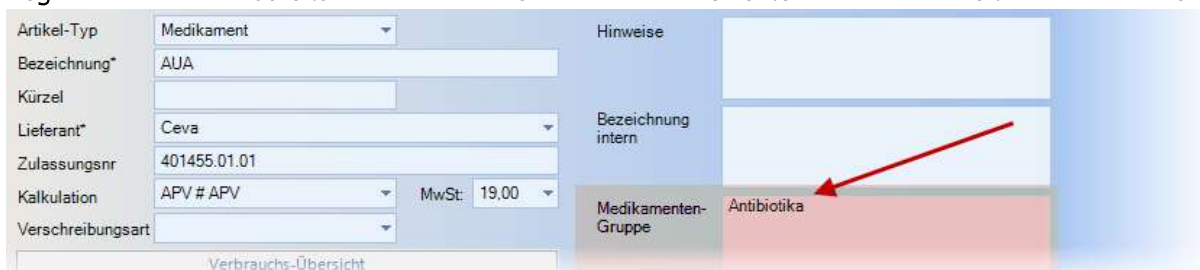 Artikel-Typ Medikament
Bezeichnung* AUA
Kürzel
Lieferant* Ceva
Zulassungsnr 401455.01.01
Kalkulation APV # APV MwSt: 19,00
Verschreibungsart
Verbrauchs-Übersicht
Hinweise
Bezeichnung
intern
Medikamenten- Antibiotika
Gruppe